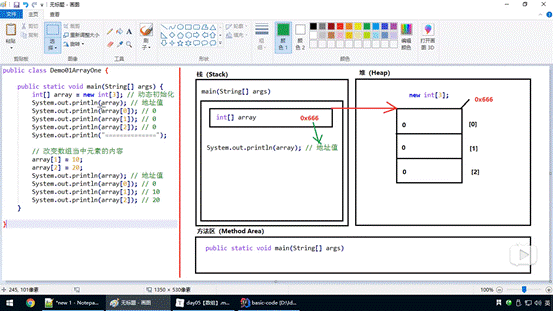 无标题 - 画图
文件
主页
查看
剪切
复制
粘贴
剪贴板
裁剪
重新调整大小
旋转
选择
图像
工具
刷子
形状
轮廓
填充
粗细
颜色 1
颜色 2
颜色
编辑颜色
打开画图 3D
public class Demo01ArrayOne {
public static void main(String[] args) {
int[] array = new int[3]; // 动态初始化
System.out.println(array); // 地址值
System.out.println(array[0]); // 0
System.out.println(array[1]); // 0
System.out.println(array[2]); // 0
System.out.println("==============");
// 改变数组当中元素的内容
array[1] = 10;
array[2] = 20;
System.out.println(array); // 地址值
System.out.println(array[0]); // 0
System.out.println(array[1]); // 10
System.out.println(array[2]); // 20
}
}
栈 (Stack)
main(String[] args)
int[] array
0x666
System.out.println(array); // 地址值
堆 (Heap)
new int[3];
0x666
0 [0]
0 [1]
0 [2]
方法区 (Method Area)
public static void main(String[] args)
245, 101像素
1350 × 530像素
100%
*new 1 - Notepa...
无标题 - 画图
day05【数组】.m...
basic-code [D:\Id...
英